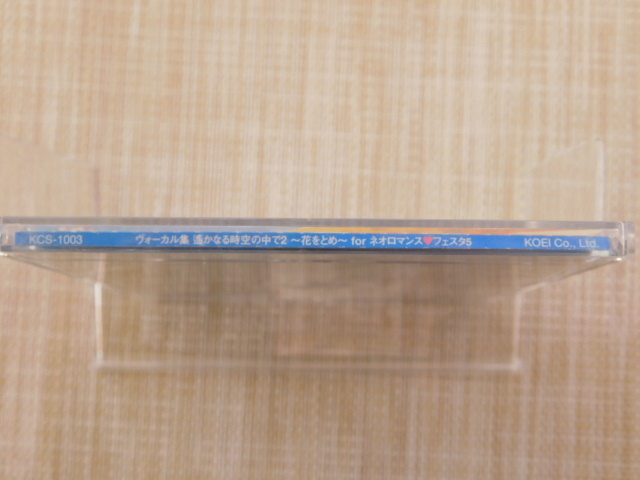 KCS-1003 ヴォーカル集 遙かなる時空の中で2 ～花をとめ～ for ネオロマンス♥フェスタ5 KOEI Co., Ltd.